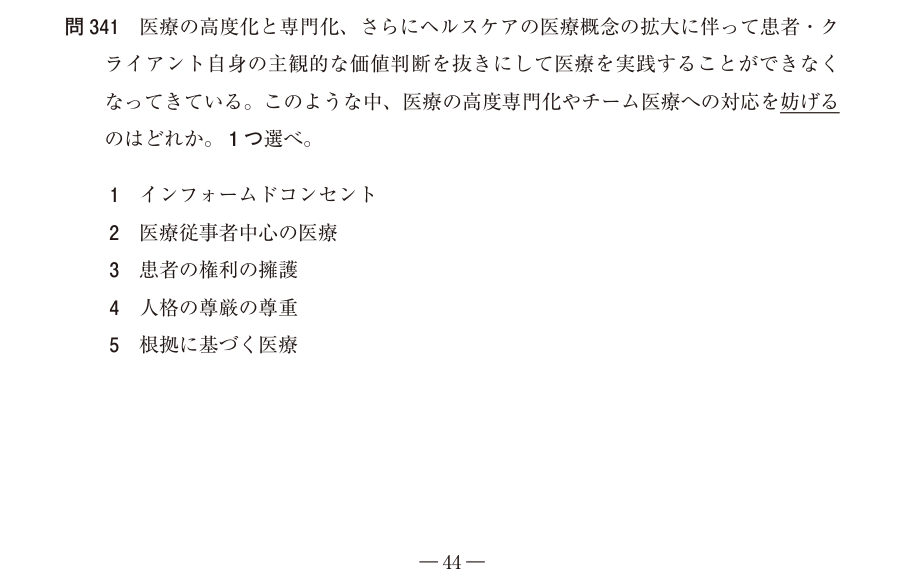 問 341　医療の高度化と専門化、さらにヘルスケアの医療概念の拡大に伴って患者・ク
ライアント自身の主観的な価値判断を抜きにして医療を実践することができなく
なってきている。このような中、医療の高度専門化やチーム医療への対応を妨げる
のはどれか。1つ選べ。
1　インフォームドコンセント
2　医療従事者中心の医療
3　患者の権利の擁護
4　人格の尊厳の尊重
5　根拠に基づく医療
— 44 —